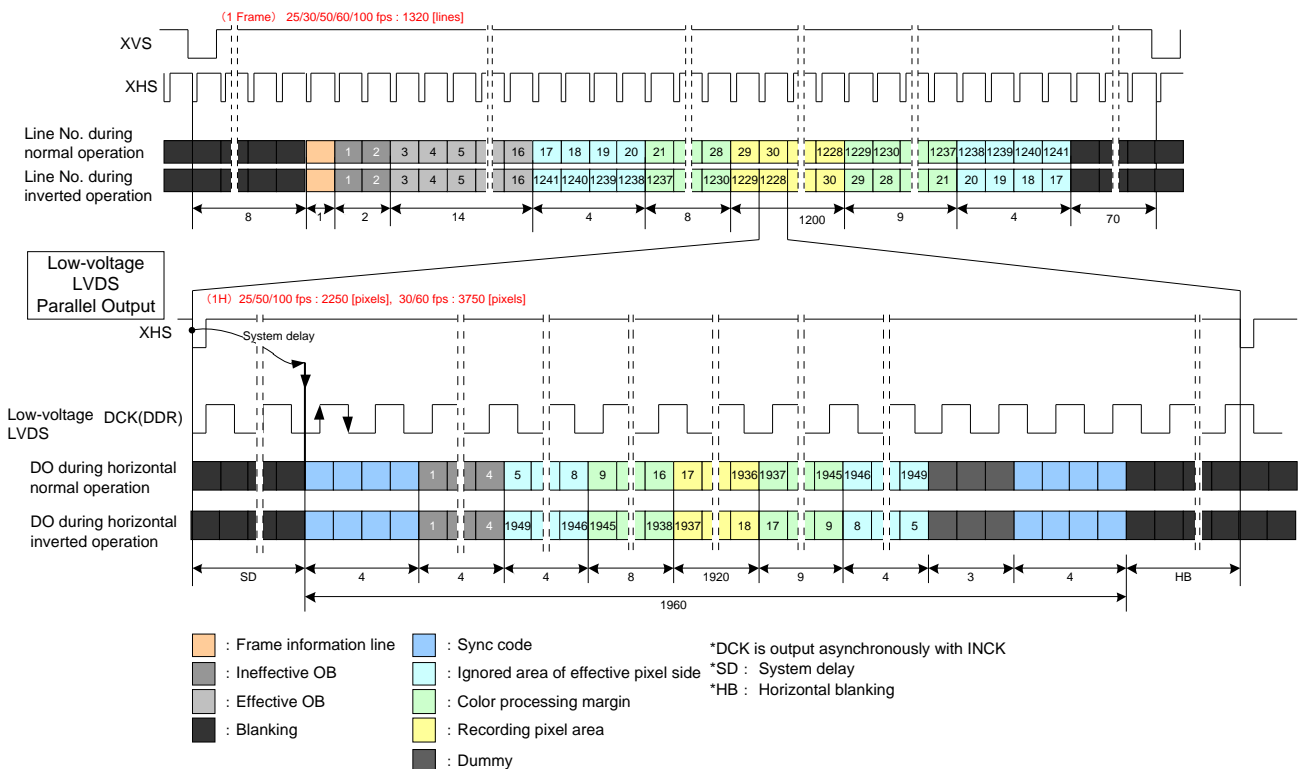 （1 Frame） 25/30/50/60/100 fps : 1320 [lines]
XVS
XHS
Line No. during
normal operation
1 2 3 4 5 16 17 18 19 20 21 28 29 30 1228 1229 1230 1237 1238 1239 1240 1241
Line No. during
inverted operation
1 2 3 4 5 16 1241 1240 1239 1238 1237 1230 1229 1228 30 29 28 21 20 19 18 17
8 1 2 14 4 8 1200 9 4 70
Low-voltage
LVDS
Parallel Output
（1H） 25/50/100 fps : 2250 [pixels], 30/60 fps : 3750 [pixels]
XHS
System delay
Low-voltage
LVDS
DCK(DDR)
DO during horizontal
normal operation
1 4 5 8 9 16 17 1936 1937 1945 1946 1949
DO during horizontal
inverted operation
1 4 1949 1946 1945 1938 1937 18 17 9 8 5
SD 4 4 4 8 1920 9 4 3 4 HB
1960
: Frame information line
: Ineffective OB
: Effective OB
: Blanking
: Sync code
: Ignored area of effective pixel side
: Color processing margin
: Recording pixel area
: Dummy
*DCK is output asynchronously with INCK
*SD : System delay
*HB : Horizontal blanking